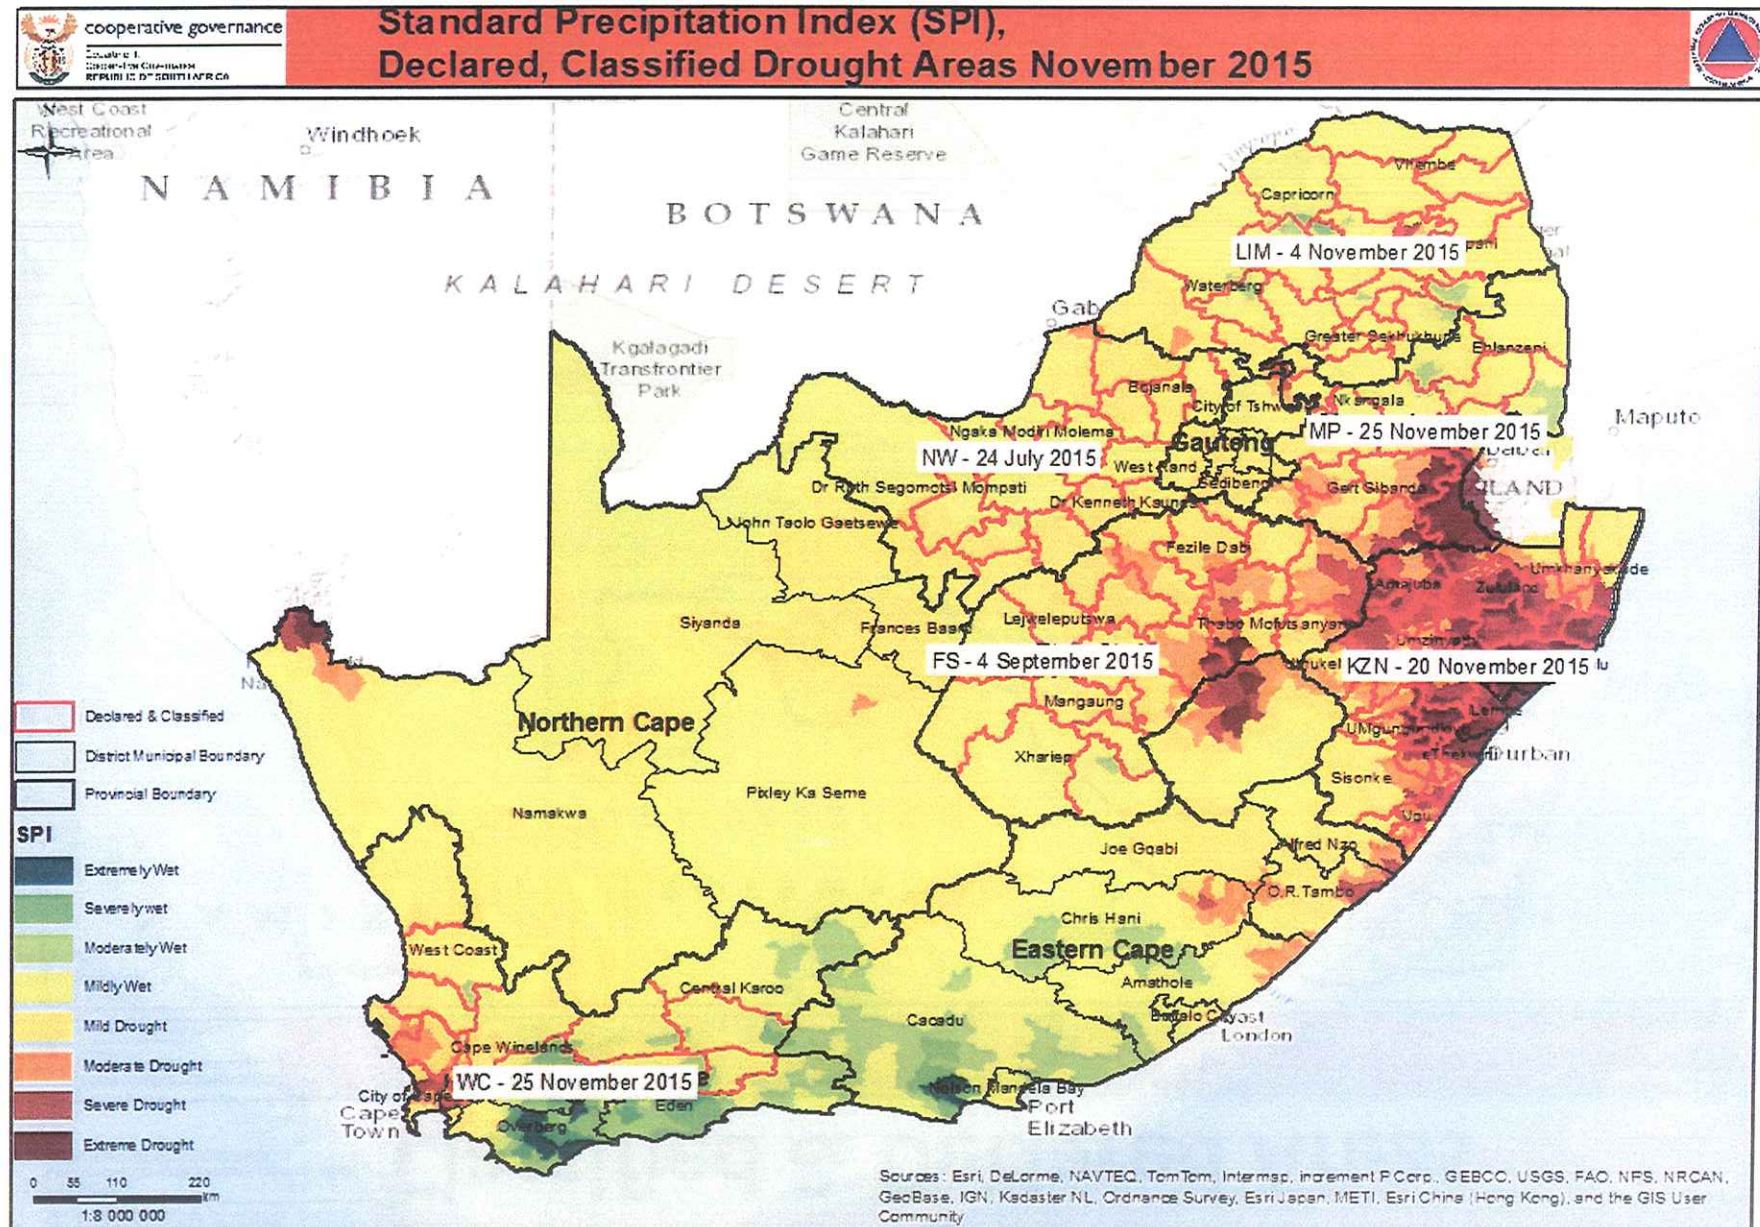 cooperative governance
REPUBLIC OF SOUTH AFRICA
Standard Precipitation Index (SPI),
Declared, Classified Drought Areas November 2015
West Coast
Recreational
Area
Windhoek
NAMIBIA
Central
Kalahari
Game Reserve
BOTSWANA
KALAHARI DESERT
Kgalagadi
Transfrontier
Park
Gab
Maputo
Vhembe
Capricorn
LIM - 4 November 2015
pani
Waterberg
Greater Sekhukhune
Ehlanzeni
Bojanala
City of Tshw
Nkangala
Ngaka Modiri Molema
Gauteng
MP - 25 November 2015
NW - 24 July 2015
West Rand
Sedibeng
Gert Sibande
ILAND
Dr Ruth Segomotsi Mompati
Dr Kenneth Kaunda
John Taolo Gaetsewe
Fezile Dabi
Amajuba
Zululand
Umkhanyakude
Siyanda
Frances Baard
Lejweleputswa
Thabo Mofutsanyane
Umzinyathi
FS - 4 September 2015
KZN - 20 November 2015
lu
Mangaung
Northern Cape
UMgungundlovu
eThekwini
Durban
Xhariep
Sisonke
Pixley Ka Seme
Namakwa
Ugu
Joe Gqabi
Alfred Nzo
O.R.Tambo
Chris Hani
Eastern Cape
West Coast
Central Karoo
Amathole
Cacadu
Buffalo City
East
London
Cape Winelands
WC - 25 November 2015
City of Cape
Cape
Town
Overberg
Eden
Nelson Mandela Bay
Port
Elizabeth
Declared & Classified
District Municipal Boundary
Provincial Boundary
SPI
Extremely Wet
Severely wet
Moderately Wet
Mildly Wet
Mild Drought
Moderate Drought
Severe Drought
Extreme Drought
0 55 110 220
km
1:8 000 000
Sources: Esri, DeLorme, NAVTEQ, TomTom, Intermap, increment P Corp., GEBCO, USGS, FAO, NPS, NRCAN,
GeoBase, IGN, Kadaster NL, Ordnance Survey, Esri Japan, METI, Esri China (Hong Kong), and the GIS User
Community